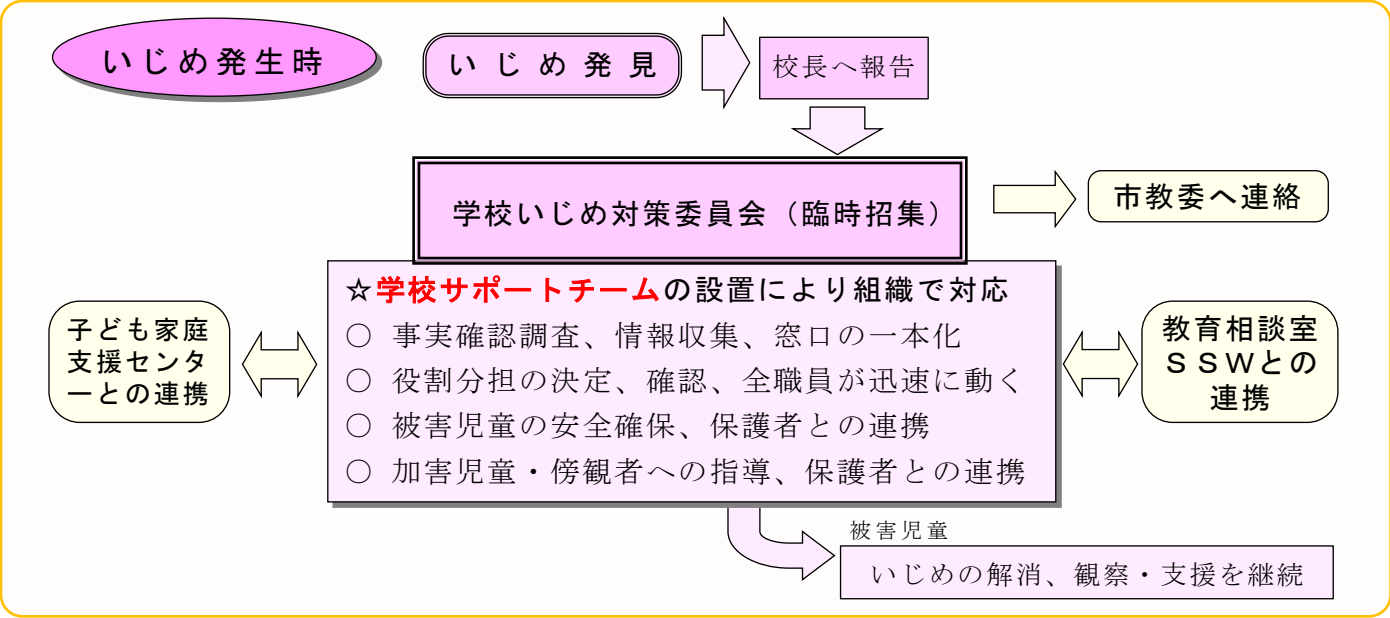 いじめ発生時
いじめ発見
校長へ報告
学校いじめ対策委員会（臨時招集）
市教委へ連絡
☆学校サポートチームの設置により組織で対応
○ 事実確認調査、情報収集、窓口の一本化
○ 役割分担の決定、確認、全職員が迅速に動く
○ 被害児童の安全確保、保護者との連携
○ 加害児童・傍観者への指導、保護者との連携
子ども家庭
支援センタ
ーとの連携
教育相談室
ＳＳＷとの
連携
被害児童
いじめの解消、観察・支援を継続